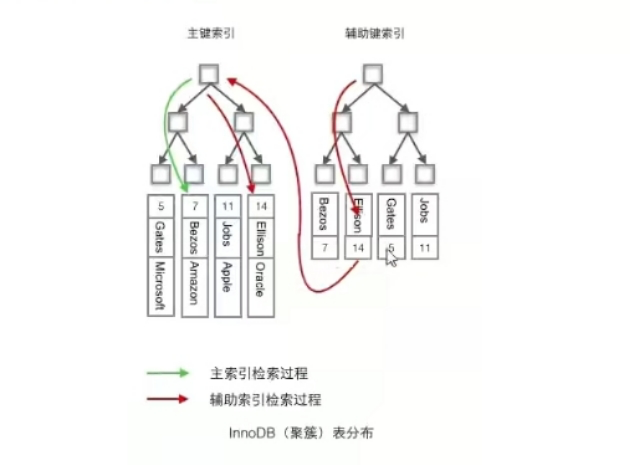 主键索引
辅助键索引
5 7 11 14
Gates Bezos Jobs Ellison
Microsoft Amazon Apple Oracle
Bezos Ellison Gates Jobs
7 14 5 11
主索引检索过程
辅助索引检索过程
InnoDB（聚簇）表分布